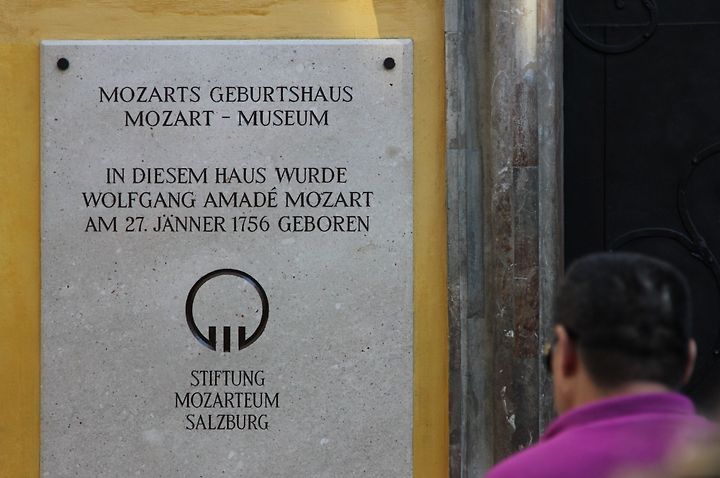 MOZARTS GEBURTSHAUS
MOZART - MUSEUM
IN DIESEM HAUS WURDE
WOLFGANG AMADÉ MOZART
AM 27. JÄNNER 1756 GEBOREN
STIFTUNG
MOZARTEUM
SALZBURG